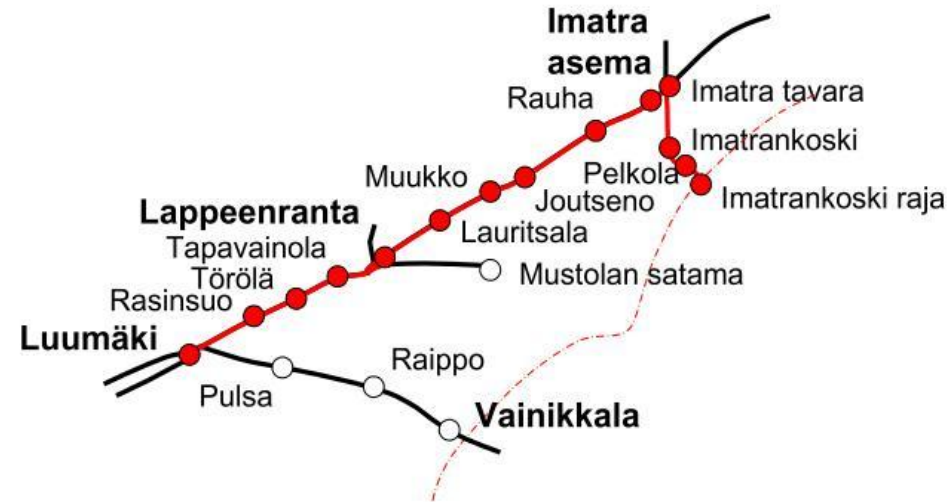 Imatra
asema
Rauha
Imatra tavara
Imatrankoski
Muukko
Pelkola
Joutseno
Imatrankoski raja
Lappeenranta
Tapavainola
Lauritsala
Törölä
Mustolan satama
Rasinsuo
Luumäki
Raippo
Pulsa
Vainikkala